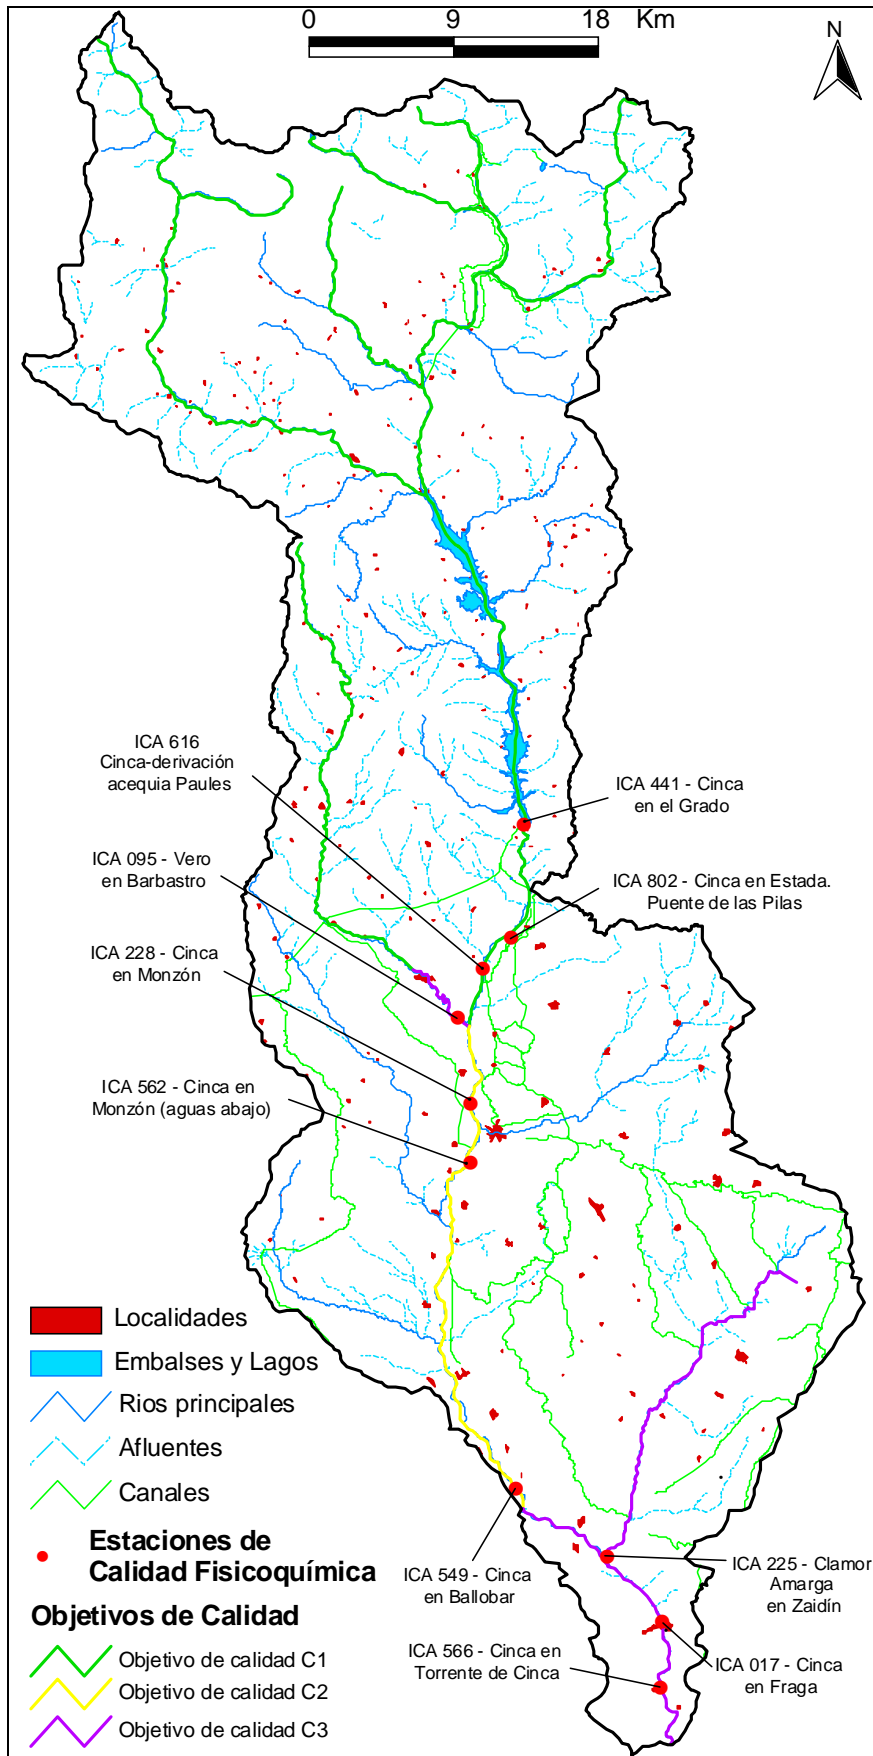 0 9 18 Km
N
ICA 616
Cinca-derivación
acequia Paules
ICA 441 - Cinca
en el Grado
ICA 095 - Vero
en Barbastro
ICA 802 - Cinca en Estada.
Puente de las Pilas
ICA 228 - Cinca
en Monzón
ICA 562 - Cinca en
Monzón (aguas abajo)
Localidades
Embalses y Lagos
Rios principales
Afluentes
Canales
Estaciones de
Calidad Fisicoquímica
Objetivos de Calidad
Objetivo de calidad C1
Objetivo de calidad C2
Objetivo de calidad C3
ICA 549 - Cinca
en Ballobar
ICA 225 - Clamor
Amarga
en Zaidín
ICA 566 - Cinca en
Torrente de Cinca
ICA 017 - Cinca
en Fraga